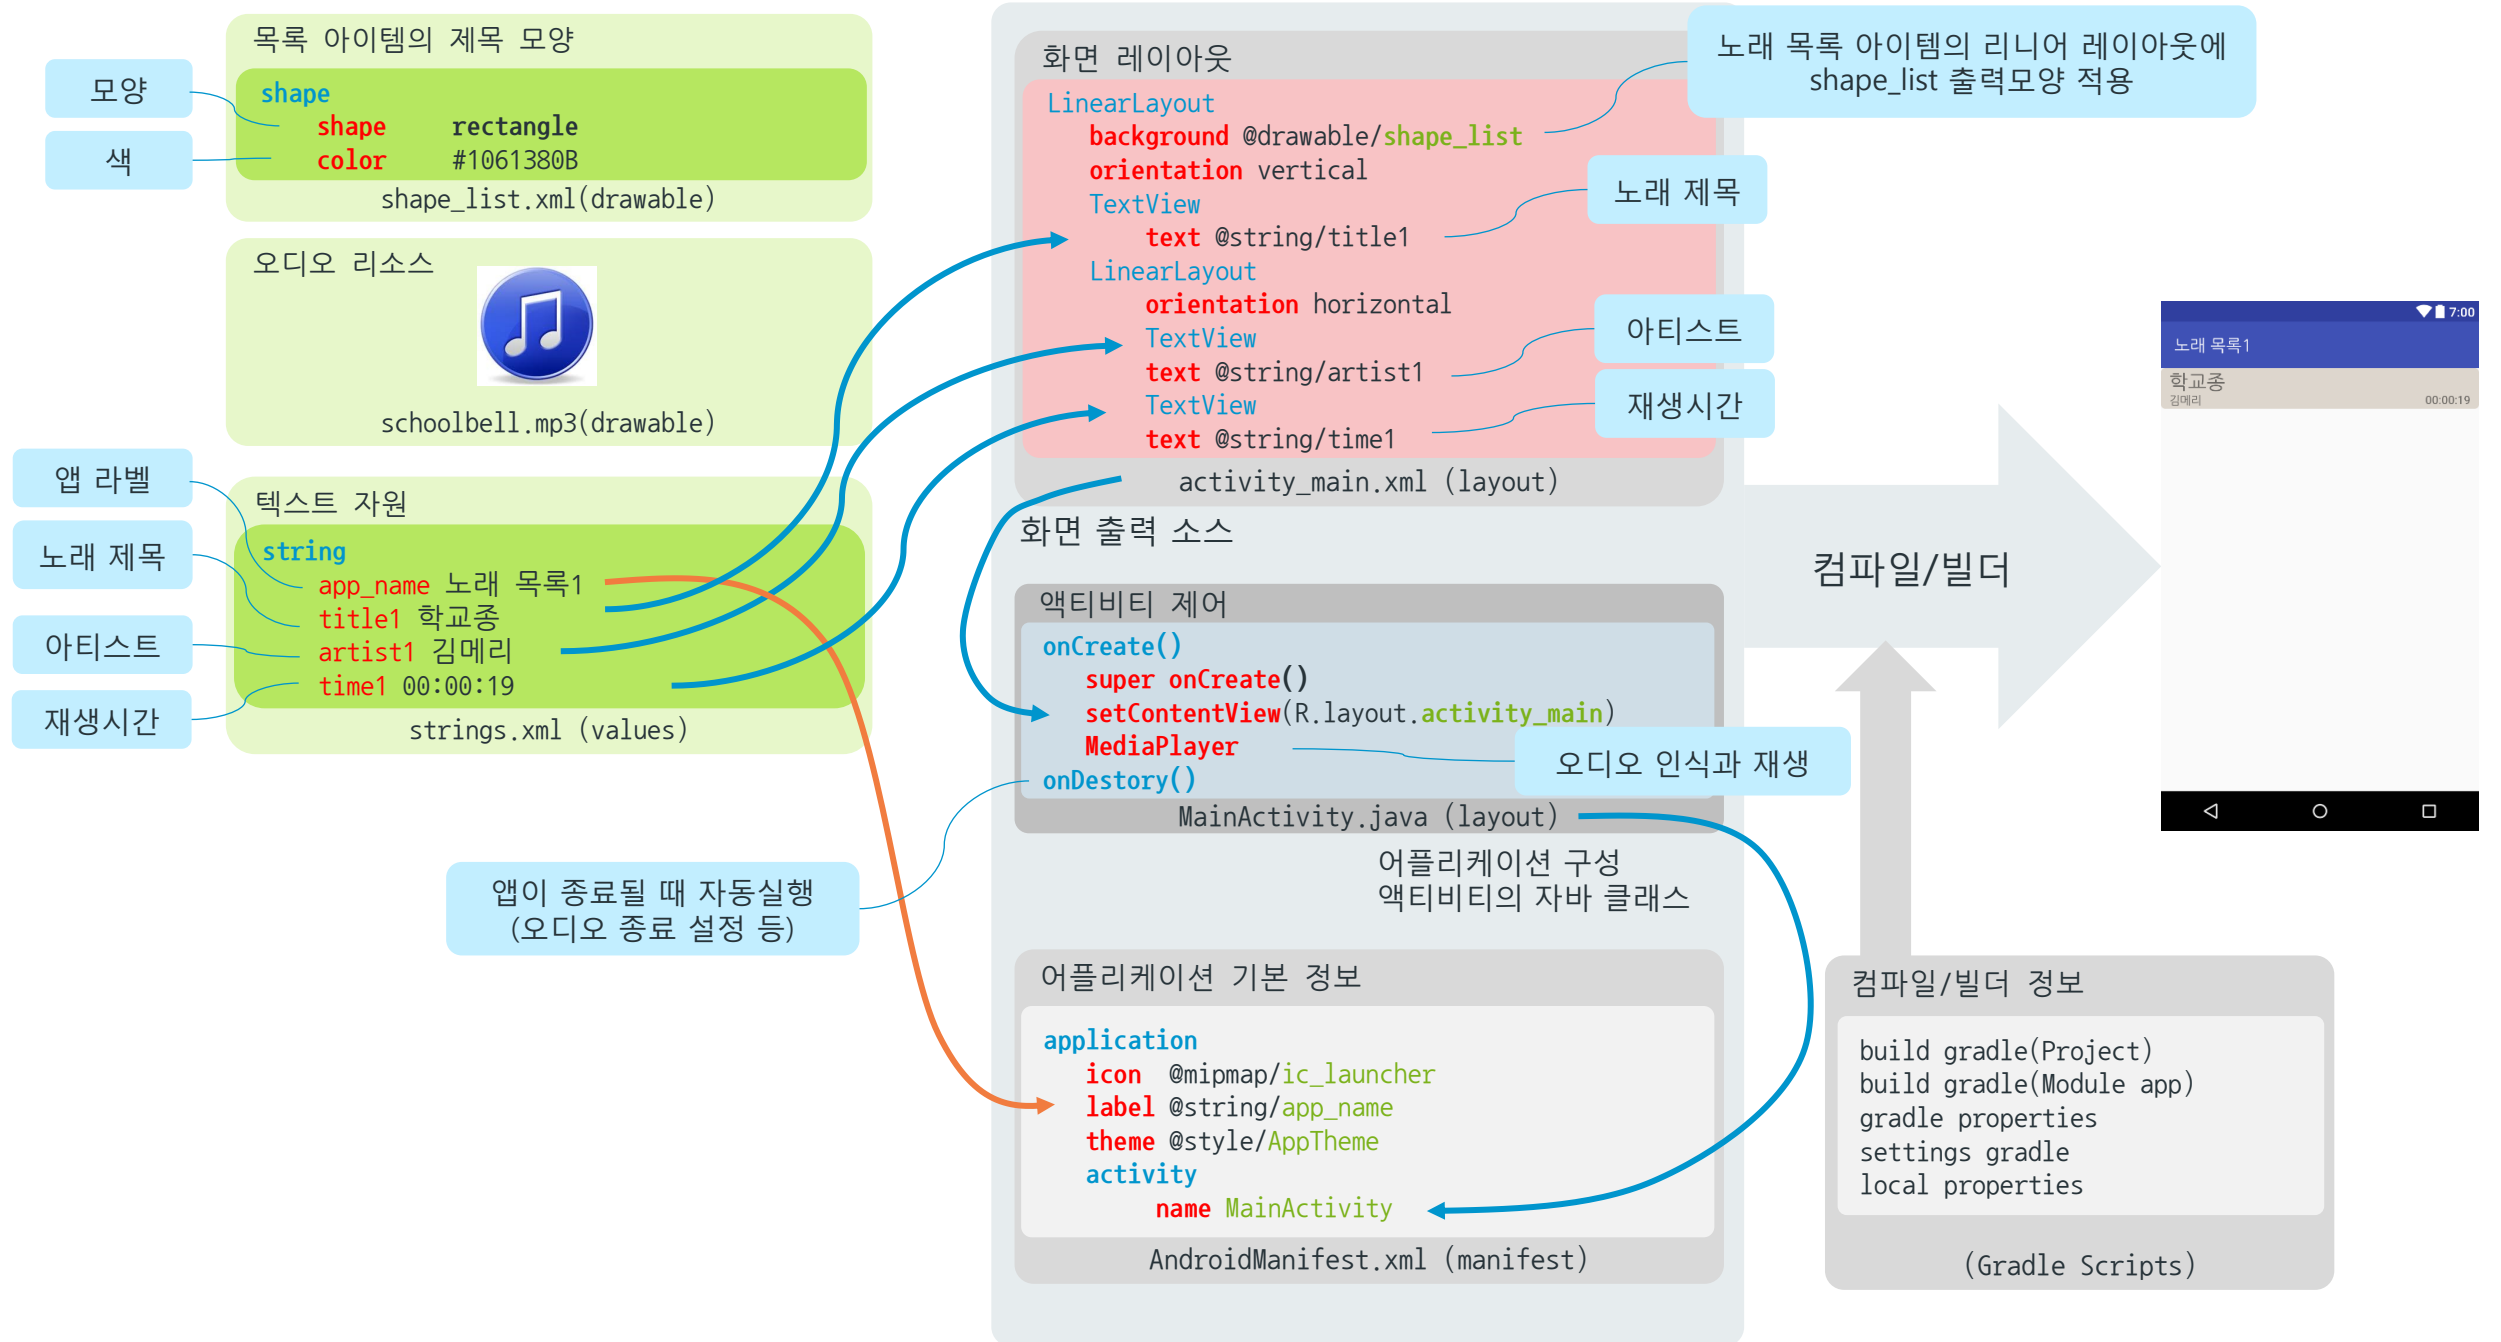 목록 아이템의 제목 모양
모양
색
shape
shape rectangle
color #1061380B
shape_list.xml(drawable)
오디오 리소스
schoolbell.mp3(drawable)
앱 라벨
노래 제목
아티스트
재생시간
텍스트 자원
string
app_name 노래 목록1
title1 학교종
artist1 김메리
time1 00:00:19
strings.xml (values)
앱이 종료될 때 자동실행
(오디오 종료 설정 등)
화면 레이아웃
LinearLayout
background @drawable/shape_list
orientation vertical
TextView
text @string/title1
LinearLayout
orientation horizontal
TextView
text @string/artist1
TextView
text @string/time1
activity_main.xml (layout)
노래 목록 아이템의 리니어 레이아웃에
shape_list 출력모양 적용
노래 제목
아티스트
재생시간
화면 출력 소스
액티비티 제어
onCreate()
super onCreate()
setContentView(R.layout.activity_main)
MediaPlayer
onDestory()
오디오 인식과 재생
MainActivity.java (layout)
어플리케이션 구성
액티비티의 자바 클래스
어플리케이션 기본 정보
application
icon @mipmap/ic_launcher
label @string/app_name
theme @style/AppTheme
activity
name MainActivity
AndroidManifest.xml (manifest)
컴파일/빌더
컴파일/빌더 정보
build gradle(Project)
build gradle(Module app)
gradle properties
settings gradle
local properties
(Gradle Scripts)
7:00
노래 목록1
학교종
김메리 00:00:19